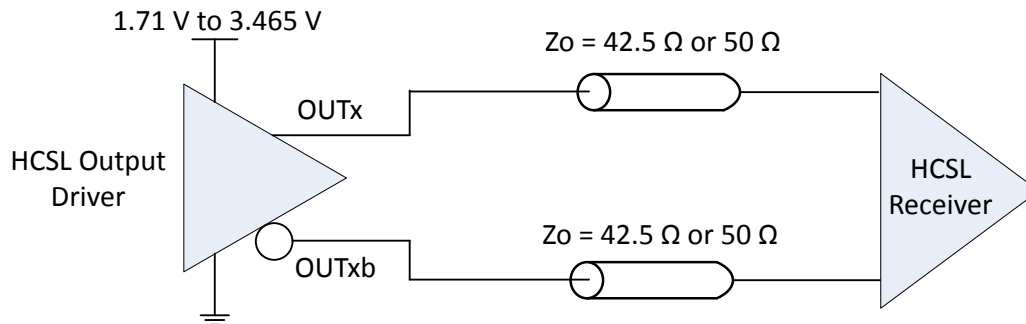 1.71 V to 3.465 V
Zo = 42.5 Ω or 50 Ω
OUTx
HCSL Output
Driver
HCSL
Receiver
Zo = 42.5 Ω or 50 Ω
OUTxb